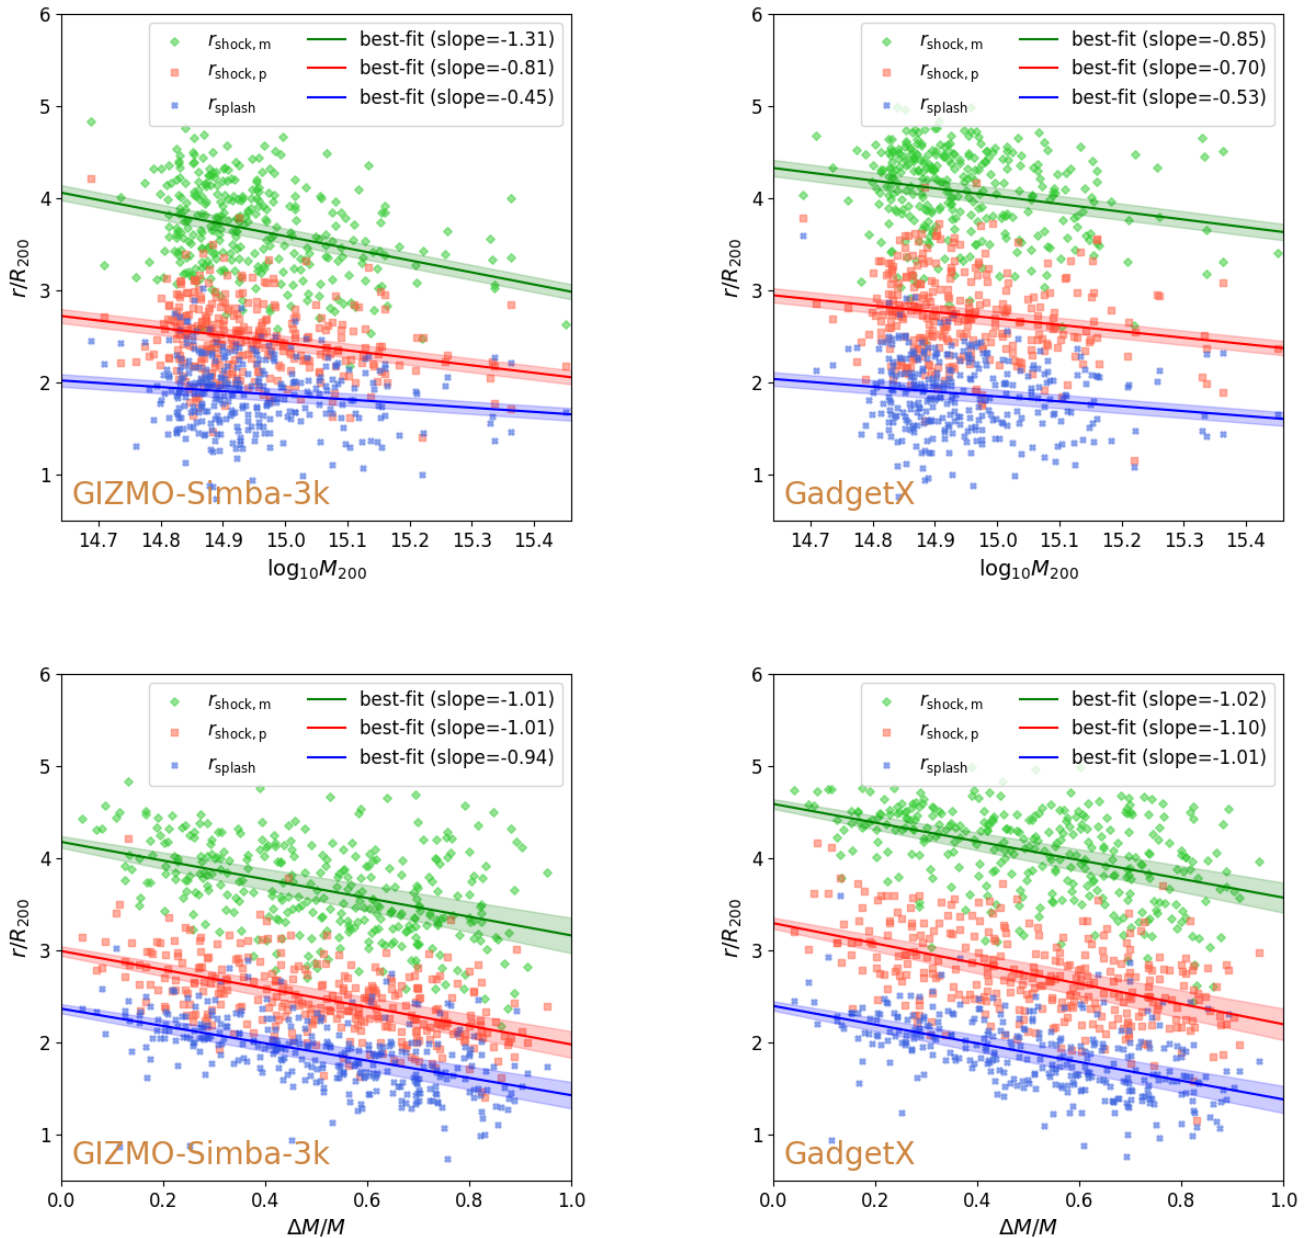 6
5
4
3
2
1
r/R200
rshock, m
rshock, p
rsplash
best-fit (slope=-1.31)
best-fit (slope=-0.81)
best-fit (slope=-0.45)
GIZMO-Simba-3k
14.7 14.8 14.9 15.0 15.1 15.2 15.3 15.4
log10M200
6
5
4
3
2
1
r/R200
rshock, m
rshock, p
rsplash
best-fit (slope=-0.85)
best-fit (slope=-0.70)
best-fit (slope=-0.53)
GadgetX
14.7 14.8 14.9 15.0 15.1 15.2 15.3 15.4
log10M200
6
5
4
3
2
1
r/R200
rshock, m
rshock, p
rsplash
best-fit (slope=-1.01)
best-fit (slope=-1.01)
best-fit (slope=-0.94)
GIZMO-Simba-3k
0.0 0.2 0.4 0.6 0.8 1.0
ΔM/M
6
5
4
3
2
1
r/R200
rshock, m
rshock, p
rsplash
best-fit (slope=-1.02)
best-fit (slope=-1.10)
best-fit (slope=-1.01)
GadgetX
0.0 0.2 0.4 0.6 0.8 1.0
ΔM/M